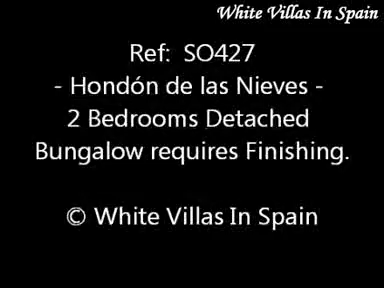 White Villas In Spain
Ref: SO427
- Hondón de las Nieves -
2 Bedrooms Detached
Bungalow requires Finishing.
© White Villas In Spain